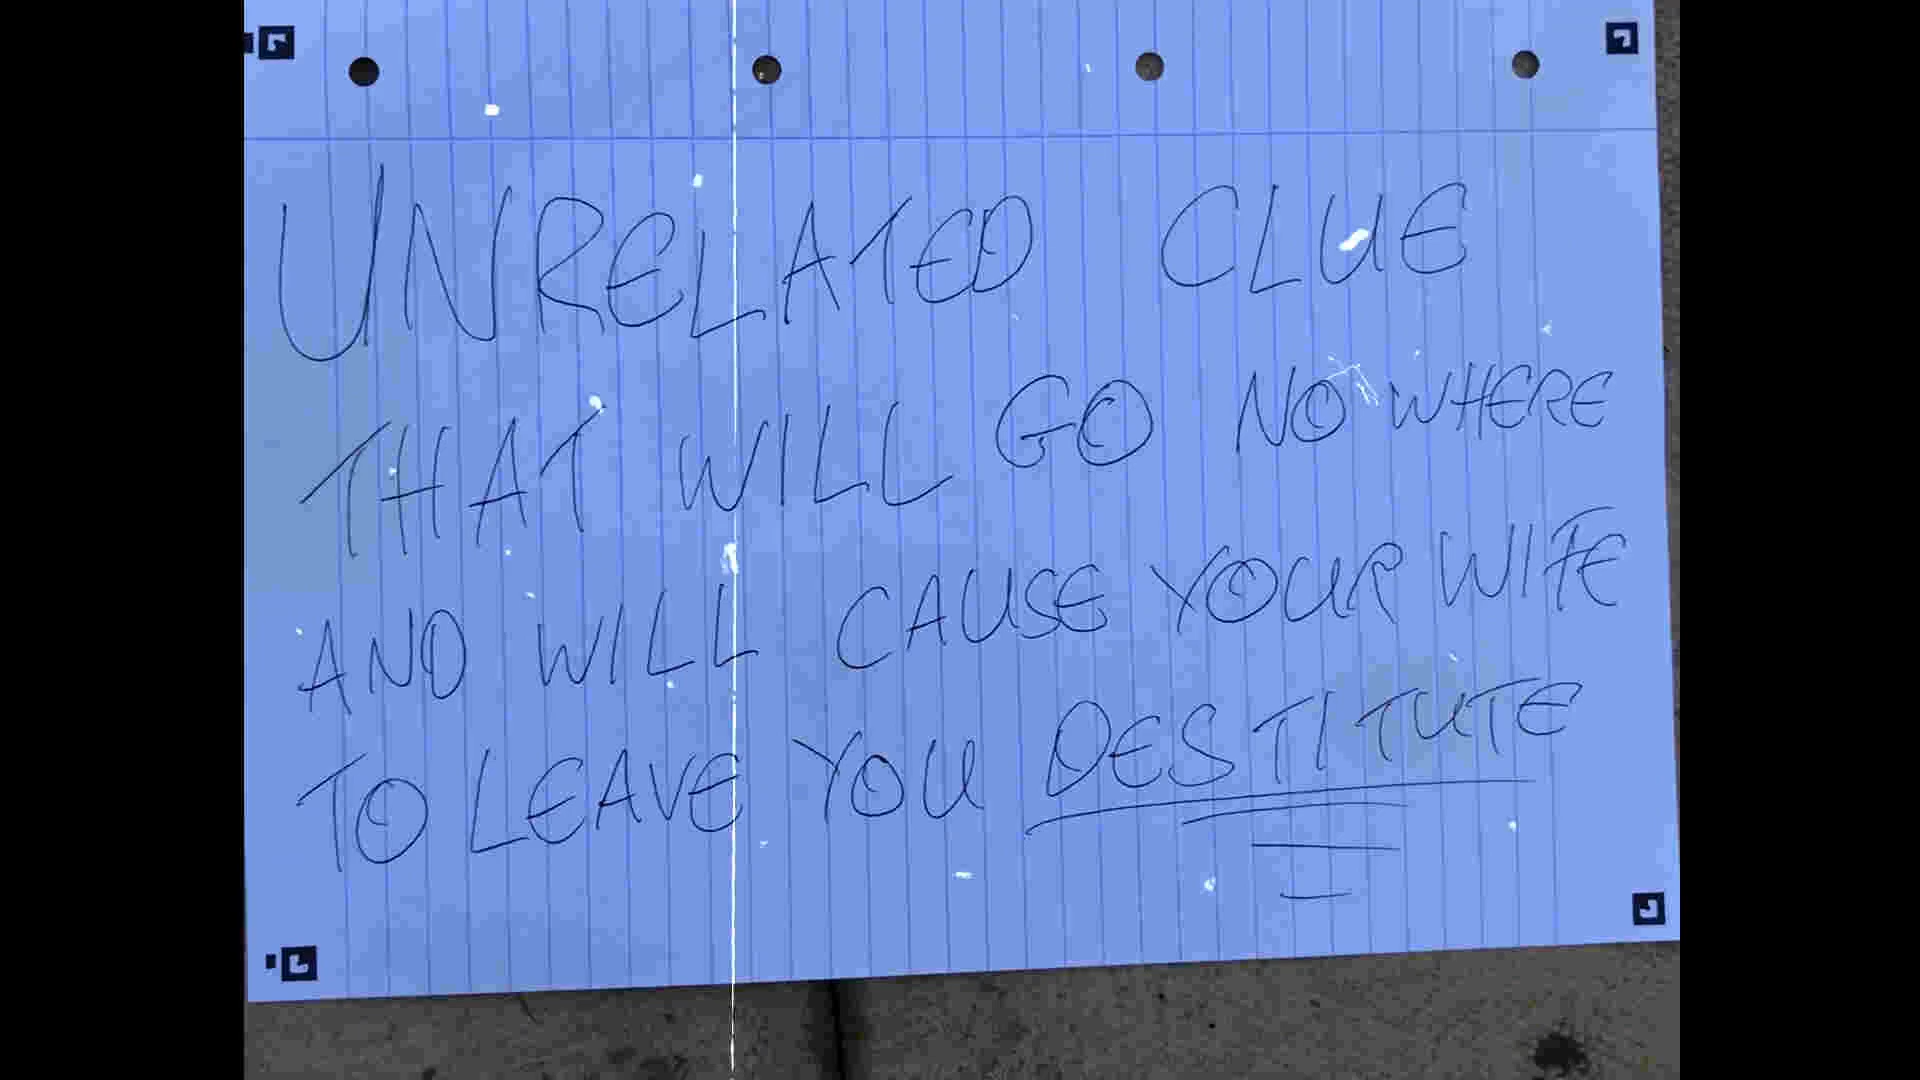 UNRELATED CLUE
THAT WILL GO NOWHERE
AND WILL CAUSE YOUR WIFE
TO LEAVE YOU DESTITUTE